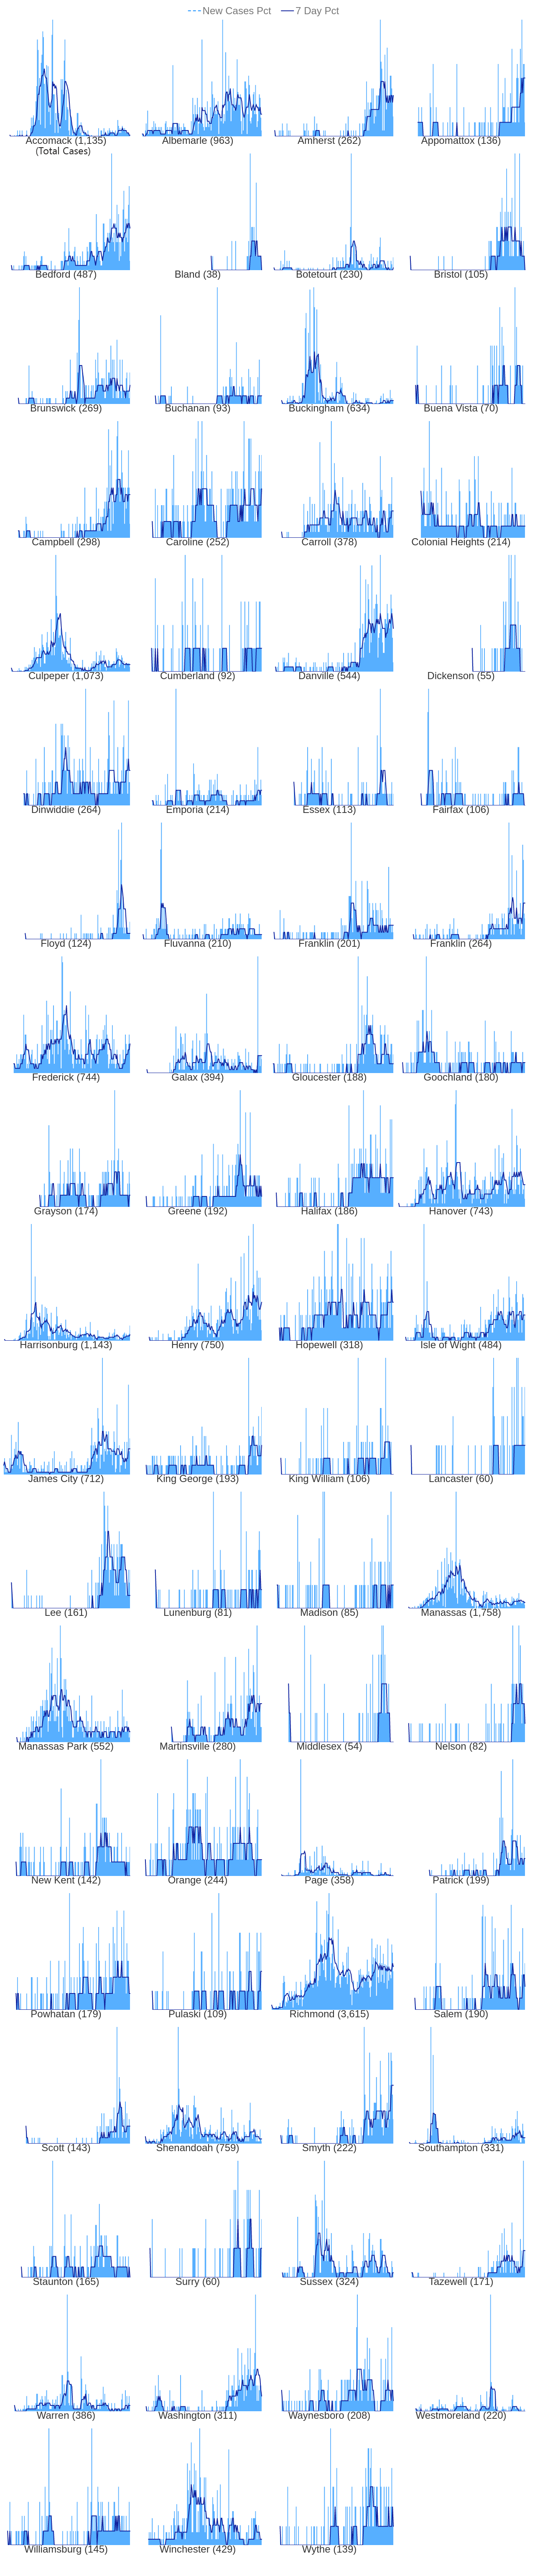 New Cases Pct 7 Day Pct
Accomack (1,135) Albemarle (963) Amherst (262) Appomattox (136)
(Total Cases)
Bedford (487) Bland (38) Botetourt (230) Bristol (105)
Brunswick (269) Buchanan (93) Buckingham (634) Buena Vista (70)
Campbell (298) Caroline (252) Carroll (378) Colonial Heights (214)
Culpeper (1,073) Cumberland (92) Danville (544) Dickenson (55)
Dinwiddie (264) Emporia (214) Essex (113) Fairfax (106)
Floyd (124) Fluvanna (210) Franklin (201) Franklin (264)
Frederick (744) Galax (394) Gloucester (188) Goochland (180)
Grayson (174) Greene (192) Halifax (186) Hanover (743)
Harrisonburg (1,143) Henry (750) Hopewell (318) Isle of Wight (484)
James City (712) King George (193) King William (106) Lancaster (60)
Lee (161) Lunenburg (81) Madison (85) Manassas (1,758)
Manassas Park (552) Martinsville (280) Middlesex (54) Nelson (82)
New Kent (142) Orange (244) Page (358) Patrick (199)
Powhatan (179) Pulaski (109) Richmond (3,615) Salem (190)
Scott (143) Shenandoah (759) Smyth (222) Southampton (331)
Staunton (165) Surry (60) Sussex (324) Tazewell (171)
Warren (386) Washington (311) Waynesboro (208) Westmoreland (220)
Williamsburg (145) Winchester (429) Wythe (139)